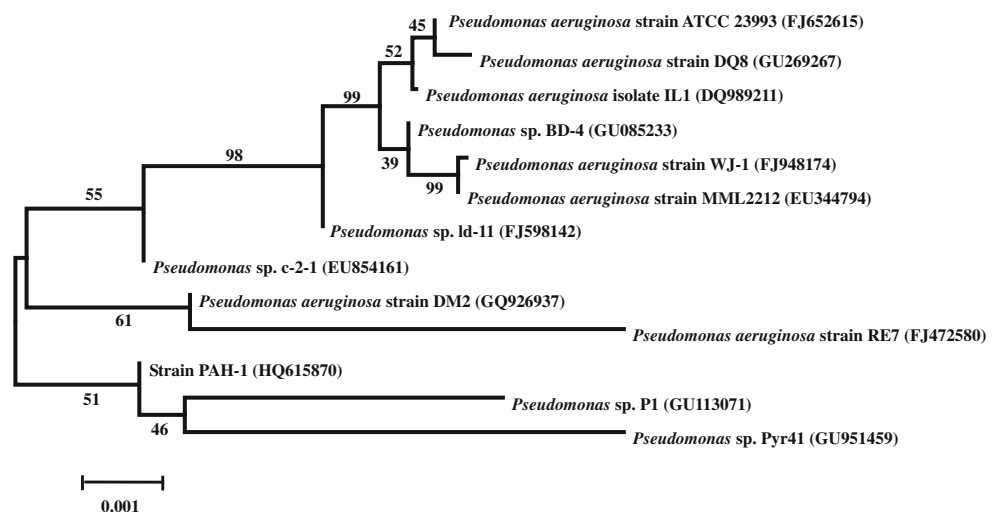 45
Pseudomonas aeruginosa strain ATCC 23993 (FJ652615)
52
Pseudomonas aeruginosa strain DQ8 (GU269267)
99
Pseudomonas aeruginosa isolate IL1 (DQ989211)
Pseudomonas sp. BD-4 (GU085233)
98
39
Pseudomonas aeruginosa strain WJ-1 (FJ948174)
99
Pseudomonas aeruginosa strain MML2212 (EU344794)
55
Pseudomonas sp. ld-11 (FJ598142)
Pseudomonas sp. c-2-1 (EU854161)
Pseudomonas aeruginosa strain DM2 (GQ926937)
61
Pseudomonas aeruginosa strain RE7 (FJ472580)
Strain PAH-1 (HQ615870)
51
Pseudomonas sp. P1 (GU113071)
46
Pseudomonas sp. Pyr41 (GU951459)
0.001